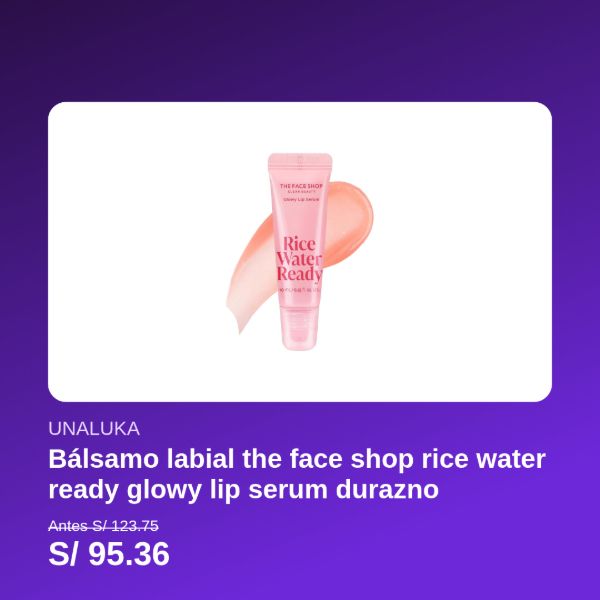 THE FACE SHOP
Glowy Lip Serum
Rice
Water
Ready
UNALUKA
Bálsamo labial the face shop rice water
ready glowy lip serum durazno
Antes S/ 123.75
S/ 95.36